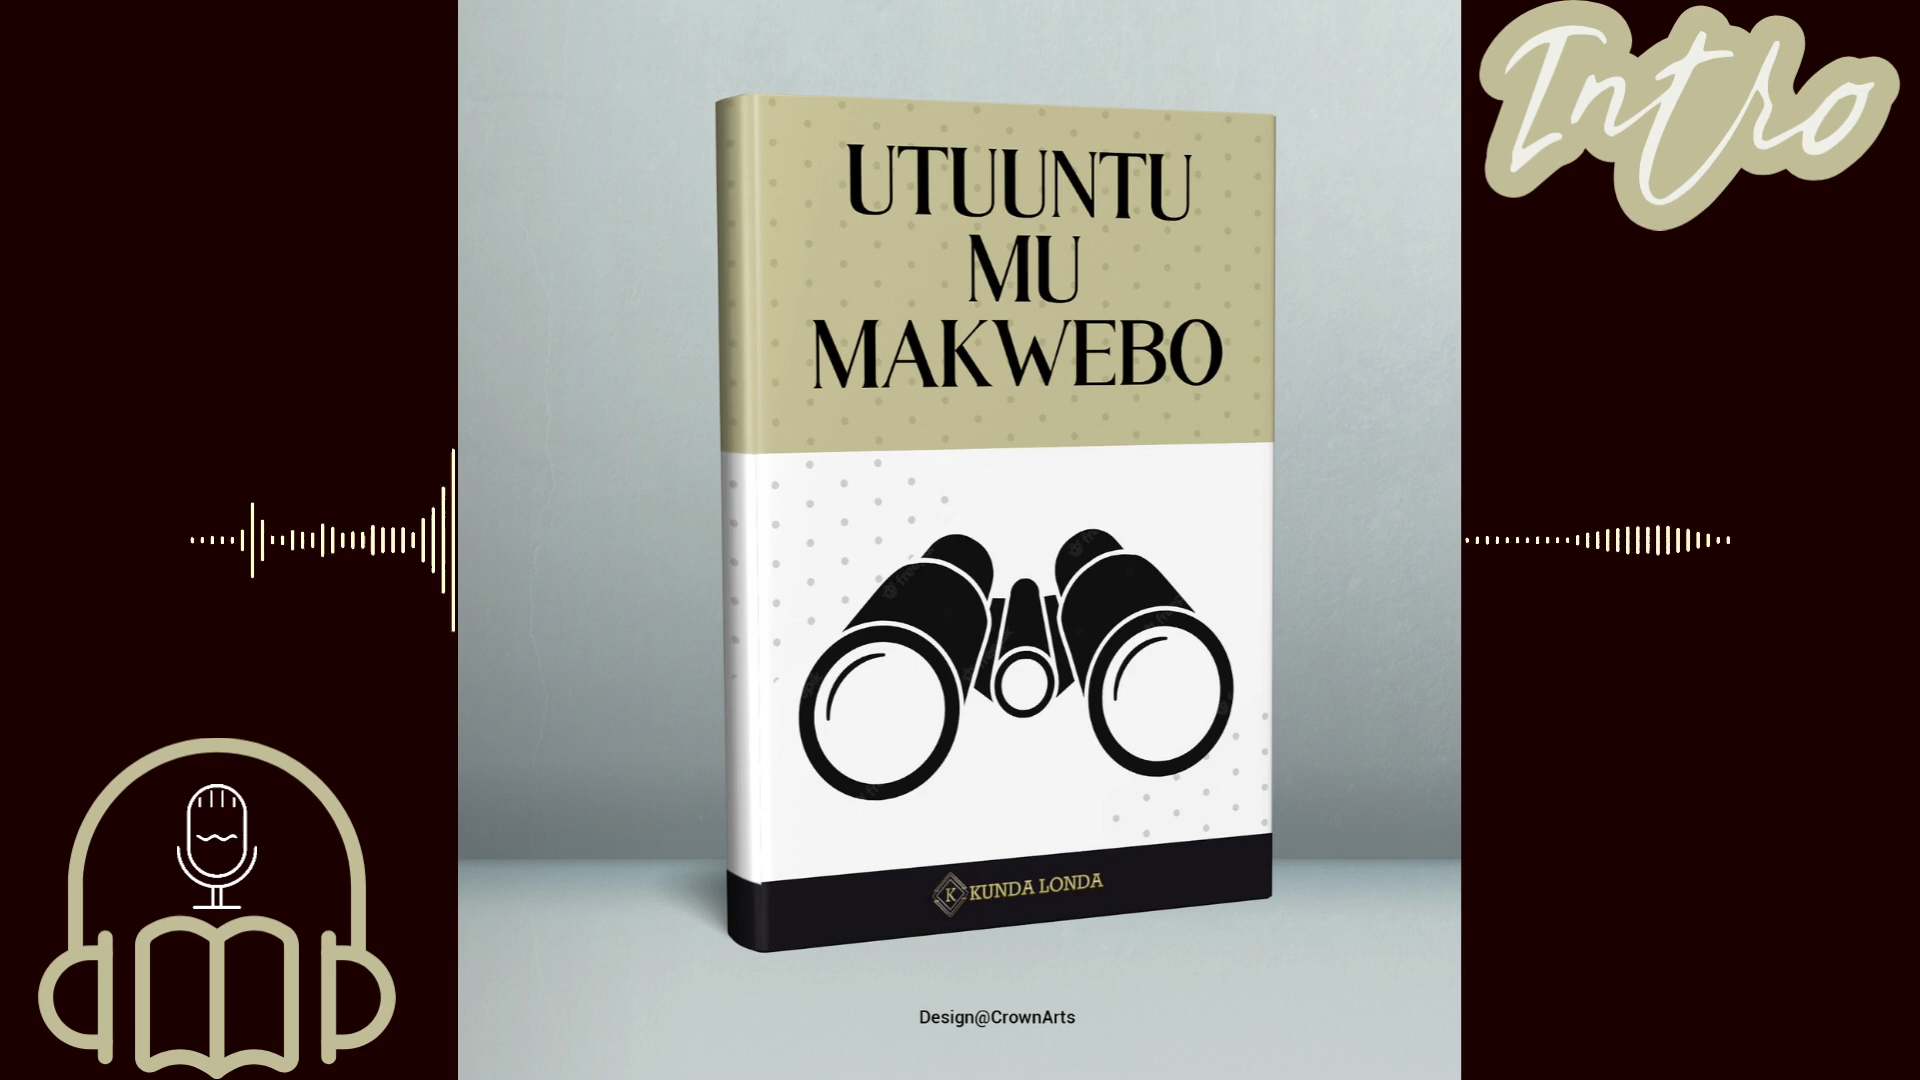 Intro
UTUUNTU
MU
MAKWEBO
K KUNDA LONDA
Design@CrownArts